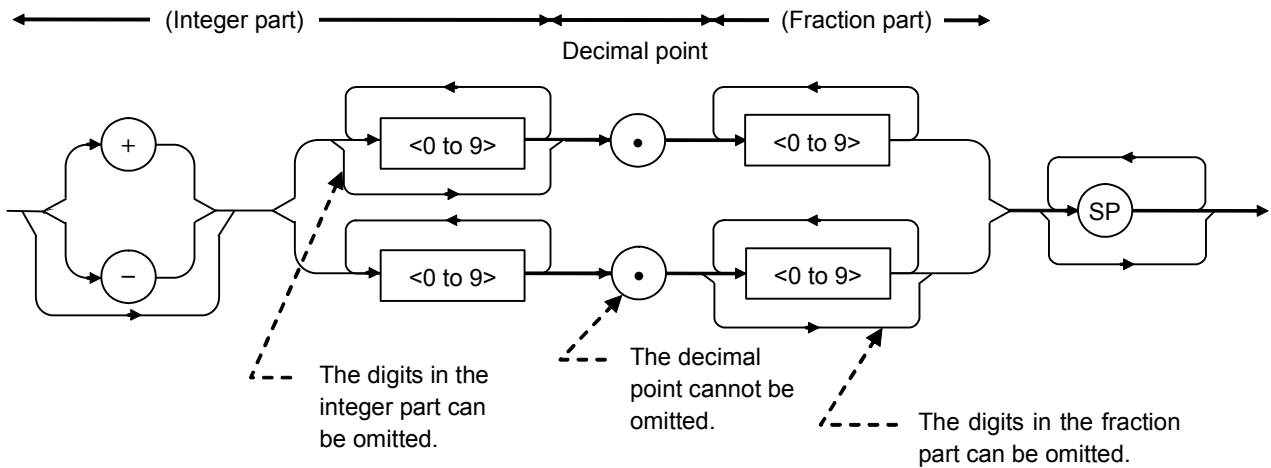 (Integer part) (Fraction part)
Decimal point
+ <0 to 9> • <0 to 9>
SP
− <0 to 9> • <0 to 9>
The digits in the
integer part can
be omitted.
The decimal
point cannot be
omitted.
The digits in the fraction
part can be omitted.